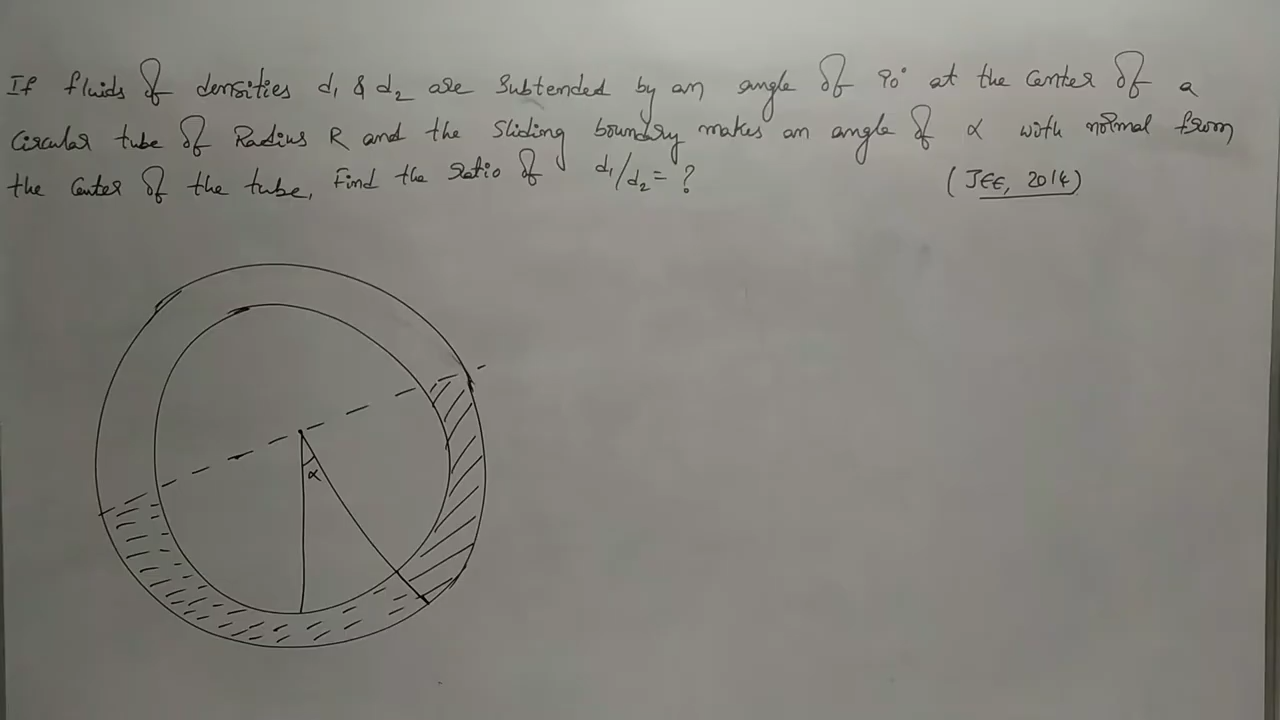 If fluids of densities d₁ & d₂ are Subtended by an angle of 90° at the Center of a
Circular tube of Radius R and the Sliding boundry makes an angle of α with normal from
the Center of the tube, Find the ratio of d₁/d₂ = ?
(JEE, 2014)
α